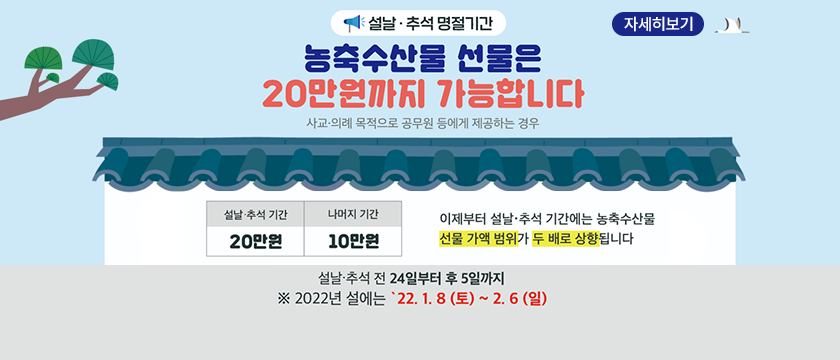 설날 · 추석 명절기간
자세히보기
농축수산물 선물은
20만원까지 가능합니다
사교·의례 목적으로 공무원 등에게 제공하는 경우
설날·추석 기간 나머지 기간
20만원 10만원
이제부터 설날·추석 기간에는 농축수산물
선물 가액 범위가 두 배로 상향됩니다
설날·추석 전 24일부터 후 5일까지
※ 2022년 설에는 `22. 1. 8 (토) ~ 2. 6 (일)